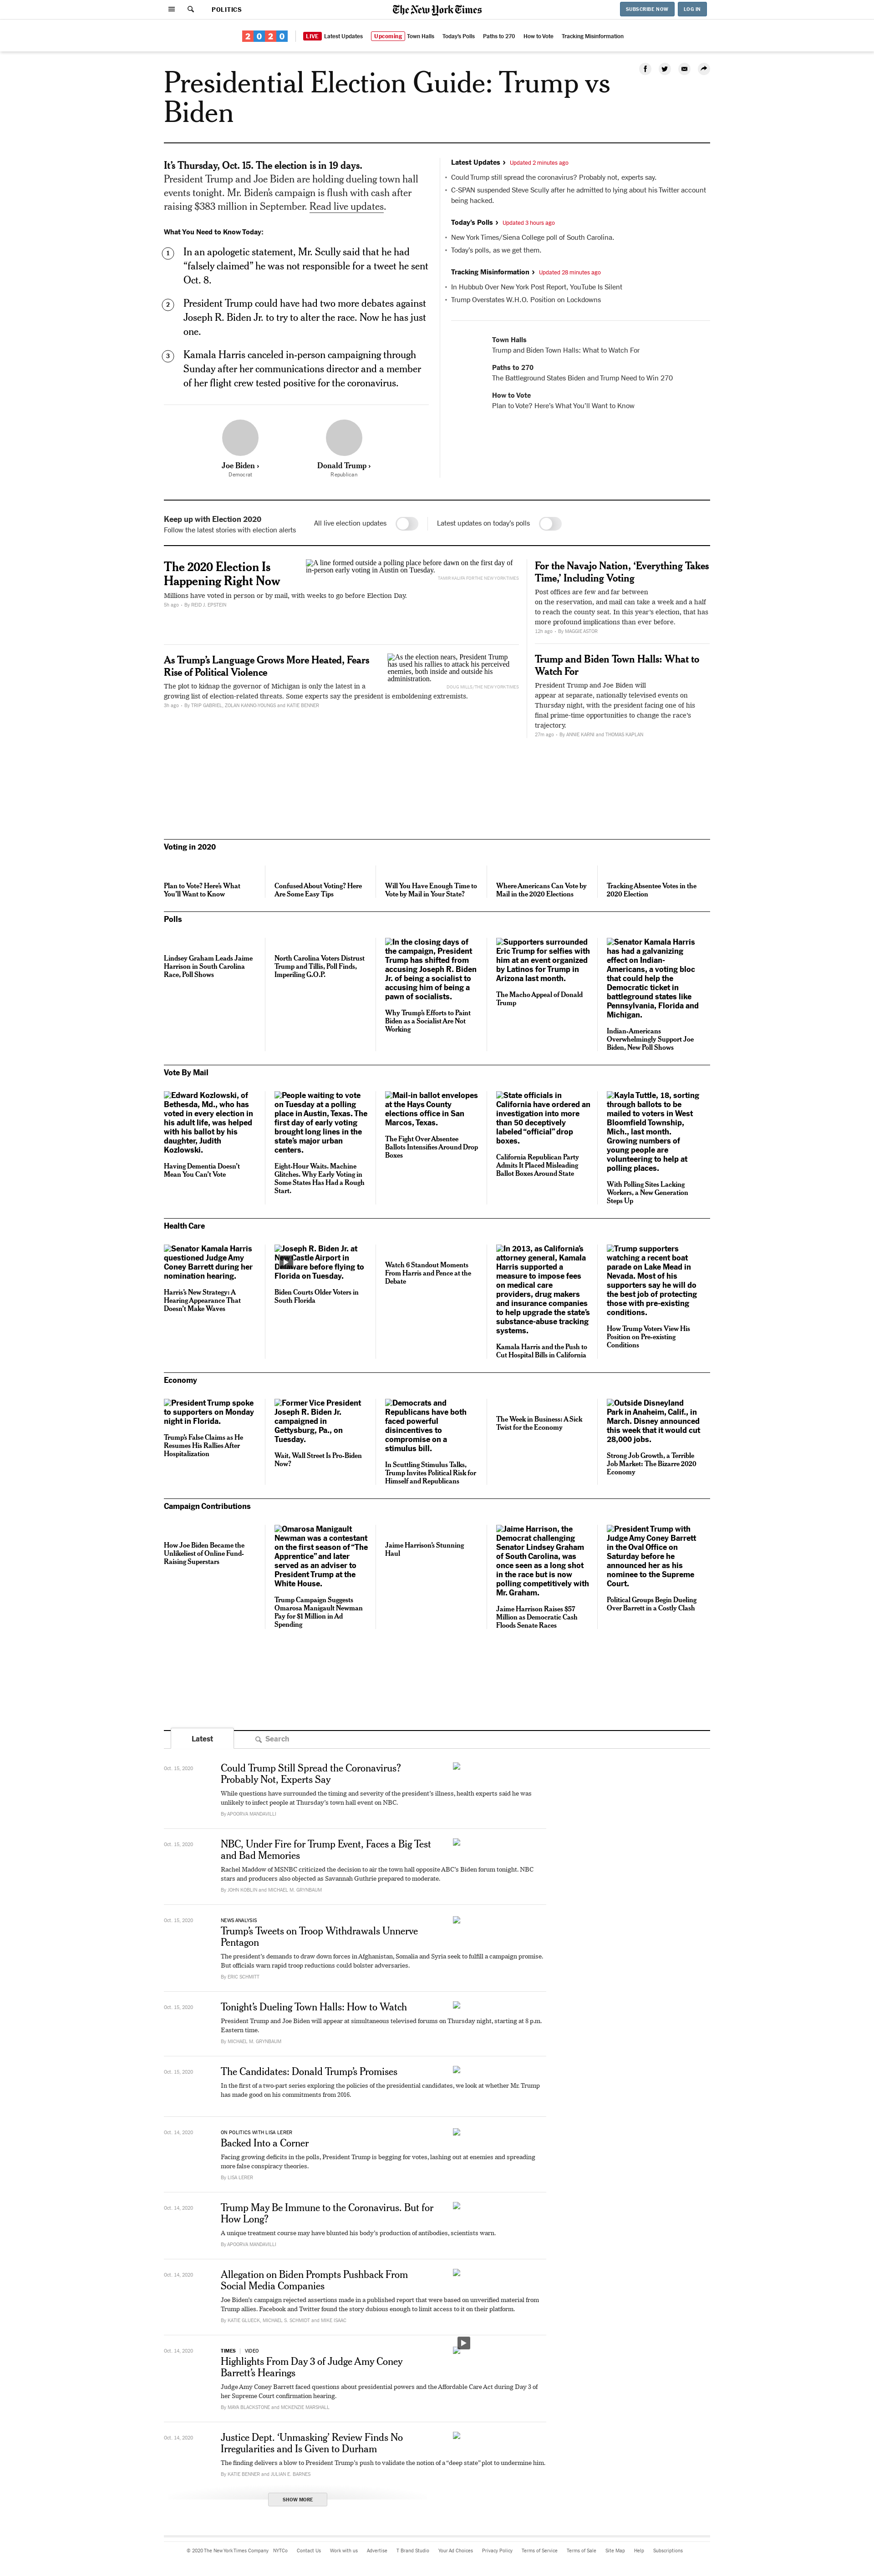 POLITICS
The New York Times
SUBSCRIBE NOW
LOG IN
2020
LIVE Latest Updates
Upcoming Town Halls
Today's Polls
Paths to 270
How to Vote
Tracking Misinformation
Presidential Election Guide: Trump vs
Biden
It's Thursday, Oct. 15. The election is in 19 days.
President Trump and Joe Biden are holding dueling town hall
events tonight. Mr. Biden's campaign is flush with cash after
raising $383 million in September. Read live updates.
What You Need to Know Today:
1
In an apologetic statement, Mr. Scully said that he had
“falsely claimed” he was not responsible for a tweet he sent
Oct. 8.
2
President Trump could have had two more debates against
Joseph R. Biden Jr. to try to alter the race. Now he has just
one.
3
Kamala Harris canceled in-person campaigning through
Sunday after her communications director and a member
of her flight crew tested positive for the coronavirus.
Joe Biden ›
Democrat
Donald Trump ›
Republican
Latest Updates › Updated 2 minutes ago
• Could Trump still spread the coronavirus? Probably not, experts say.
• C-SPAN suspended Steve Scully after he admitted to lying about his Twitter account
being hacked.
Today's Polls › Updated 3 hours ago
• New York Times/Siena College poll of South Carolina.
• Today's polls, as we get them.
Tracking Misinformation › Updated 28 minutes ago
• In Hubbub Over New York Post Report, YouTube Is Silent
• Trump Overstates W.H.O. Position on Lockdowns
Town Halls
Trump and Biden Town Halls: What to Watch For
Paths to 270
The Battleground States Biden and Trump Need to Win 270
How to Vote
Plan to Vote? Here's What You'll Want to Know
Keep up with Election 2020
Follow the latest stories with election alerts
All live election updates
Latest updates on today's polls
The 2020 Election Is
Happening Right Now
A line formed outside a polling place before dawn on the first day of
in-person early voting in Austin on Tuesday.
TAMIR KALIFA FOR THE NEW YORK TIMES
Millions have voted in person or by mail, with weeks to go before Election Day.
5h ago – By REID J. EPSTEIN
As Trump's Language Grows More Heated, Fears
Rise of Political Violence
As the election nears, President Trump
has used his rallies to attack his perceived
enemies, both inside and outside his
administration.
DOUG MILLS/THE NEW YORK TIMES
The plot to kidnap the governor of Michigan is only the latest in a
growing list of election-related threats. Some experts say the president is emboldening extremists.
3h ago – By TRIP GABRIEL, ZOLAN KANNO-YOUNGS and KATIE BENNER
For the Navajo Nation, ‘Everything Takes
Time,’ Including Voting
Post offices are few and far between
on the reservation, and mail can take a week and a half
to reach the county seat. In this year's election, that has
more profound implications than ever before.
12h ago – By MAGGIE ASTOR
Trump and Biden Town Halls: What to
Watch For
President Trump and Joe Biden will
appear at separate, nationally televised events on
Thursday night, with the president facing one of his
final prime-time opportunities to change the race's
trajectory.
27m ago – By ANNIE KARNI and THOMAS KAPLAN
Voting in 2020
Plan to Vote? Here's What
You'll Want to Know
Confused About Voting? Here
Are Some Easy Tips
Will You Have Enough Time to
Vote by Mail in Your State?
Where Americans Can Vote by
Mail in the 2020 Elections
Tracking Absentee Votes in the
2020 Election
Polls
Lindsey Graham Leads Jaime
Harrison in South Carolina
Race, Poll Shows
North Carolina Voters Distrust
Trump and Tillis, Poll Finds,
Imperiling G.O.P.
In the closing days of
the campaign, President
Trump has shifted from
accusing Joseph R. Biden
Jr. of being a socialist to
accusing him of being a
pawn of socialists.
Why Trump's Efforts to Paint
Biden as a Socialist Are Not
Working
Supporters surrounded
Eric Trump for selfies with
him at an event organized
by Latinos for Trump in
Arizona last month.
The Macho Appeal of Donald
Trump
Senator Kamala Harris
has had a galvanizing
effect on Indian-
Americans, a voting bloc
that could help the
Democratic ticket in
battleground states like
Pennsylvania, Florida and
Michigan.
Indian-Americans
Overwhelmingly Support Joe
Biden, New Poll Shows
Vote By Mail
Edward Kozlowski, of
Bethesda, Md., who has
voted in every election in
his adult life, was helped
with his ballot by his
daughter, Judith
Kozlowski.
Having Dementia Doesn't
Mean You Can't Vote
People waiting to vote
on Tuesday at a polling
place in Austin, Texas. The
first day of early voting
brought long lines in the
state's major urban
centers.
Eight-Hour Waits. Machine
Glitches. Why Early Voting in
Some States Has Had a Rough
Start.
Mail-in ballot envelopes
at the Hays County
elections office in San
Marcos, Texas.
The Fight Over Absentee
Ballots Intensifies Around Drop
Boxes
State officials in
California have ordered an
investigation into more
than 50 deceptively
labeled “official” drop
boxes.
California Republican Party
Admits It Placed Misleading
Ballot Boxes Around State
Kayta Tuttle, 18, sorting
through ballots to be
mailed to voters in West
Bloomfield Township,
Mich., last month.
Growing numbers of
young people are
volunteering to help at
polling places.
With Polling Sites Lacking
Workers, a New Generation
Steps Up
Health Care
Senator Kamala Harris
questioned Judge Amy
Coney Barrett during her
nomination hearing.
Harris's New Strategy: A
Hearing Appearance That
Doesn't Make Waves
Joseph R. Biden Jr. at
New Castle Airport in
Delaware before flying to
Florida on Tuesday.
Biden Courts Older Voters in
South Florida
Watch 6 Standout Moments
From Harris and Pence at the
Debate
In 2013, as California's
attorney general, Kamala
Harris supported a
measure to impose fees
on medical care
providers, drug makers
and insurance companies
to help upgrade the state's
substance-abuse tracking
systems.
Kamala Harris and the Push to
Cut Hospital Bills in California
Trump supporters
watching a recent boat
parade on Lake Mead in
Nevada. Most of his
supporters say he will do
the best job of protecting
those with pre-existing
conditions.
How Trump Voters View His
Position on Pre-existing
Conditions
Economy
President Trump spoke
to supporters on Monday
night in Florida.
Trump's False Claims as He
Resumes His Rallies After
Hospitalization
Former Vice President
Joseph R. Biden Jr.
campaigned in
Gettysburg, Pa., on
Tuesday.
Wait, Wall Street Is Pro-Biden
Now?
Democrats and
Republicans have both
faced powerful
disincentives to
compromise on a
stimulus bill.
In Scuttling Stimulus Talks,
Trump Invites Political Risk for
Himself and Republicans
The Week in Business: A Sick
Twist for the Economy
Outside Disneyland
Park in Anaheim, Calif., in
March. Disney announced
this week that it would cut
28,000 jobs.
Strong Job Growth, a Terrible
Job Market: The Bizarre 2020
Economy
Campaign Contributions
How Joe Biden Became the
Unlikeliest of Online Fund-
Raising Superstars
Omarosa Manigault
Newman was a contestant
on the first season of “The
Apprentice” and later
served as an adviser to
President Trump at the
White House.
Trump Campaign Suggests
Omarosa Manigault Newman
Pay for $1 Million in Ad
Spending
Jaime Harrison's Stunning
Haul
Jaime Harrison, the
Democrat challenging
Senator Lindsey Graham
of South Carolina, was
once seen as a long shot
in the race but is now
polling competitively with
Mr. Graham.
Jaime Harrison Raises $57
Million as Democratic Cash
Floods Senate Races
President Trump with
Judge Amy Coney Barrett
in the Oval Office on
Saturday before he
announced her as his
nominee to the Supreme
Court.
Political Groups Begin Dueling
Over Barrett in a Costly Clash
Latest
Search
Oct. 15, 2020
Could Trump Still Spread the Coronavirus?
Probably Not, Experts Say
While questions have surrounded the timing and severity of the president's illness, health experts said he was
unlikely to infect people at Thursday's town hall event on NBC.
By APOORVA MANDAVILLI
Oct. 15, 2020
NBC, Under Fire for Trump Event, Faces a Big Test
and Bad Memories
Rachel Maddow of MSNBC criticized the decision to air the town hall opposite ABC's Biden forum tonight. NBC
stars and producers also objected as Savannah Guthrie prepared to moderate.
By JOHN KOBLIN and MICHAEL M. GRYNBAUM
Oct. 15, 2020
NEWS ANALYSIS
Trump's Tweets on Troop Withdrawals Unnerve
Pentagon
The president's demands to draw down forces in Afghanistan, Somalia and Syria seek to fulfill a campaign promise.
But officials warn rapid troop reductions could bolster adversaries.
By ERIC SCHMITT
Oct. 15, 2020
Tonight's Dueling Town Halls: How to Watch
President Trump and Joe Biden will appear at simultaneous televised forums on Thursday night, starting at 8 p.m.
Eastern time.
By MICHAEL M. GRYNBAUM
Oct. 15, 2020
The Candidates: Donald Trump's Promises
In the first of a two-part series exploring the policies of the presidential candidates, we look at whether Mr. Trump
has made good on his commitments from 2016.
Oct. 14, 2020
ON POLITICS WITH LISA LERER
Backed Into a Corner
Facing growing deficits in the polls, President Trump is begging for votes, lashing out at enemies and spreading
more false conspiracy theories.
By LISA LERER
Oct. 14, 2020
Trump May Be Immune to the Coronavirus. But for
How Long?
A unique treatment course may have blunted his body's production of antibodies, scientists warn.
By APOORVA MANDAVILLI
Oct. 14, 2020
Allegation on Biden Prompts Pushback From
Social Media Companies
Joe Biden's campaign rejected assertions made in a published report that were based on unverified material from
Trump allies. Facebook and Twitter found the story dubious enough to limit access to it on their platform.
By KATIE GLUECK, MICHAEL S. SCHMIDT and MIKE ISAAC
Oct. 14, 2020
TIMES | VIDEO
Highlights From Day 3 of Judge Amy Coney
Barrett's Hearings
Judge Amy Coney Barrett faced questions about presidential powers and the Affordable Care Act during Day 3 of
her Supreme Court confirmation hearing.
By MAIA BLACKSTONE and MCKENZIE MARSHALL
Oct. 14, 2020
Justice Dept. ‘Unmasking’ Review Finds No
Irregularities and Is Given to Durham
The finding delivers a blow to President Trump's push to validate the notion of a “deep state” plot to undermine him.
By KATIE BENNER and JULIAN E. BARNES
SHOW MORE
© 2020 The New York Times Company
NYTCo
Contact Us
Work with us
Advertise
T Brand Studio
Your Ad Choices
Privacy Policy
Terms of Service
Terms of Sale
Site Map
Help
Subscriptions